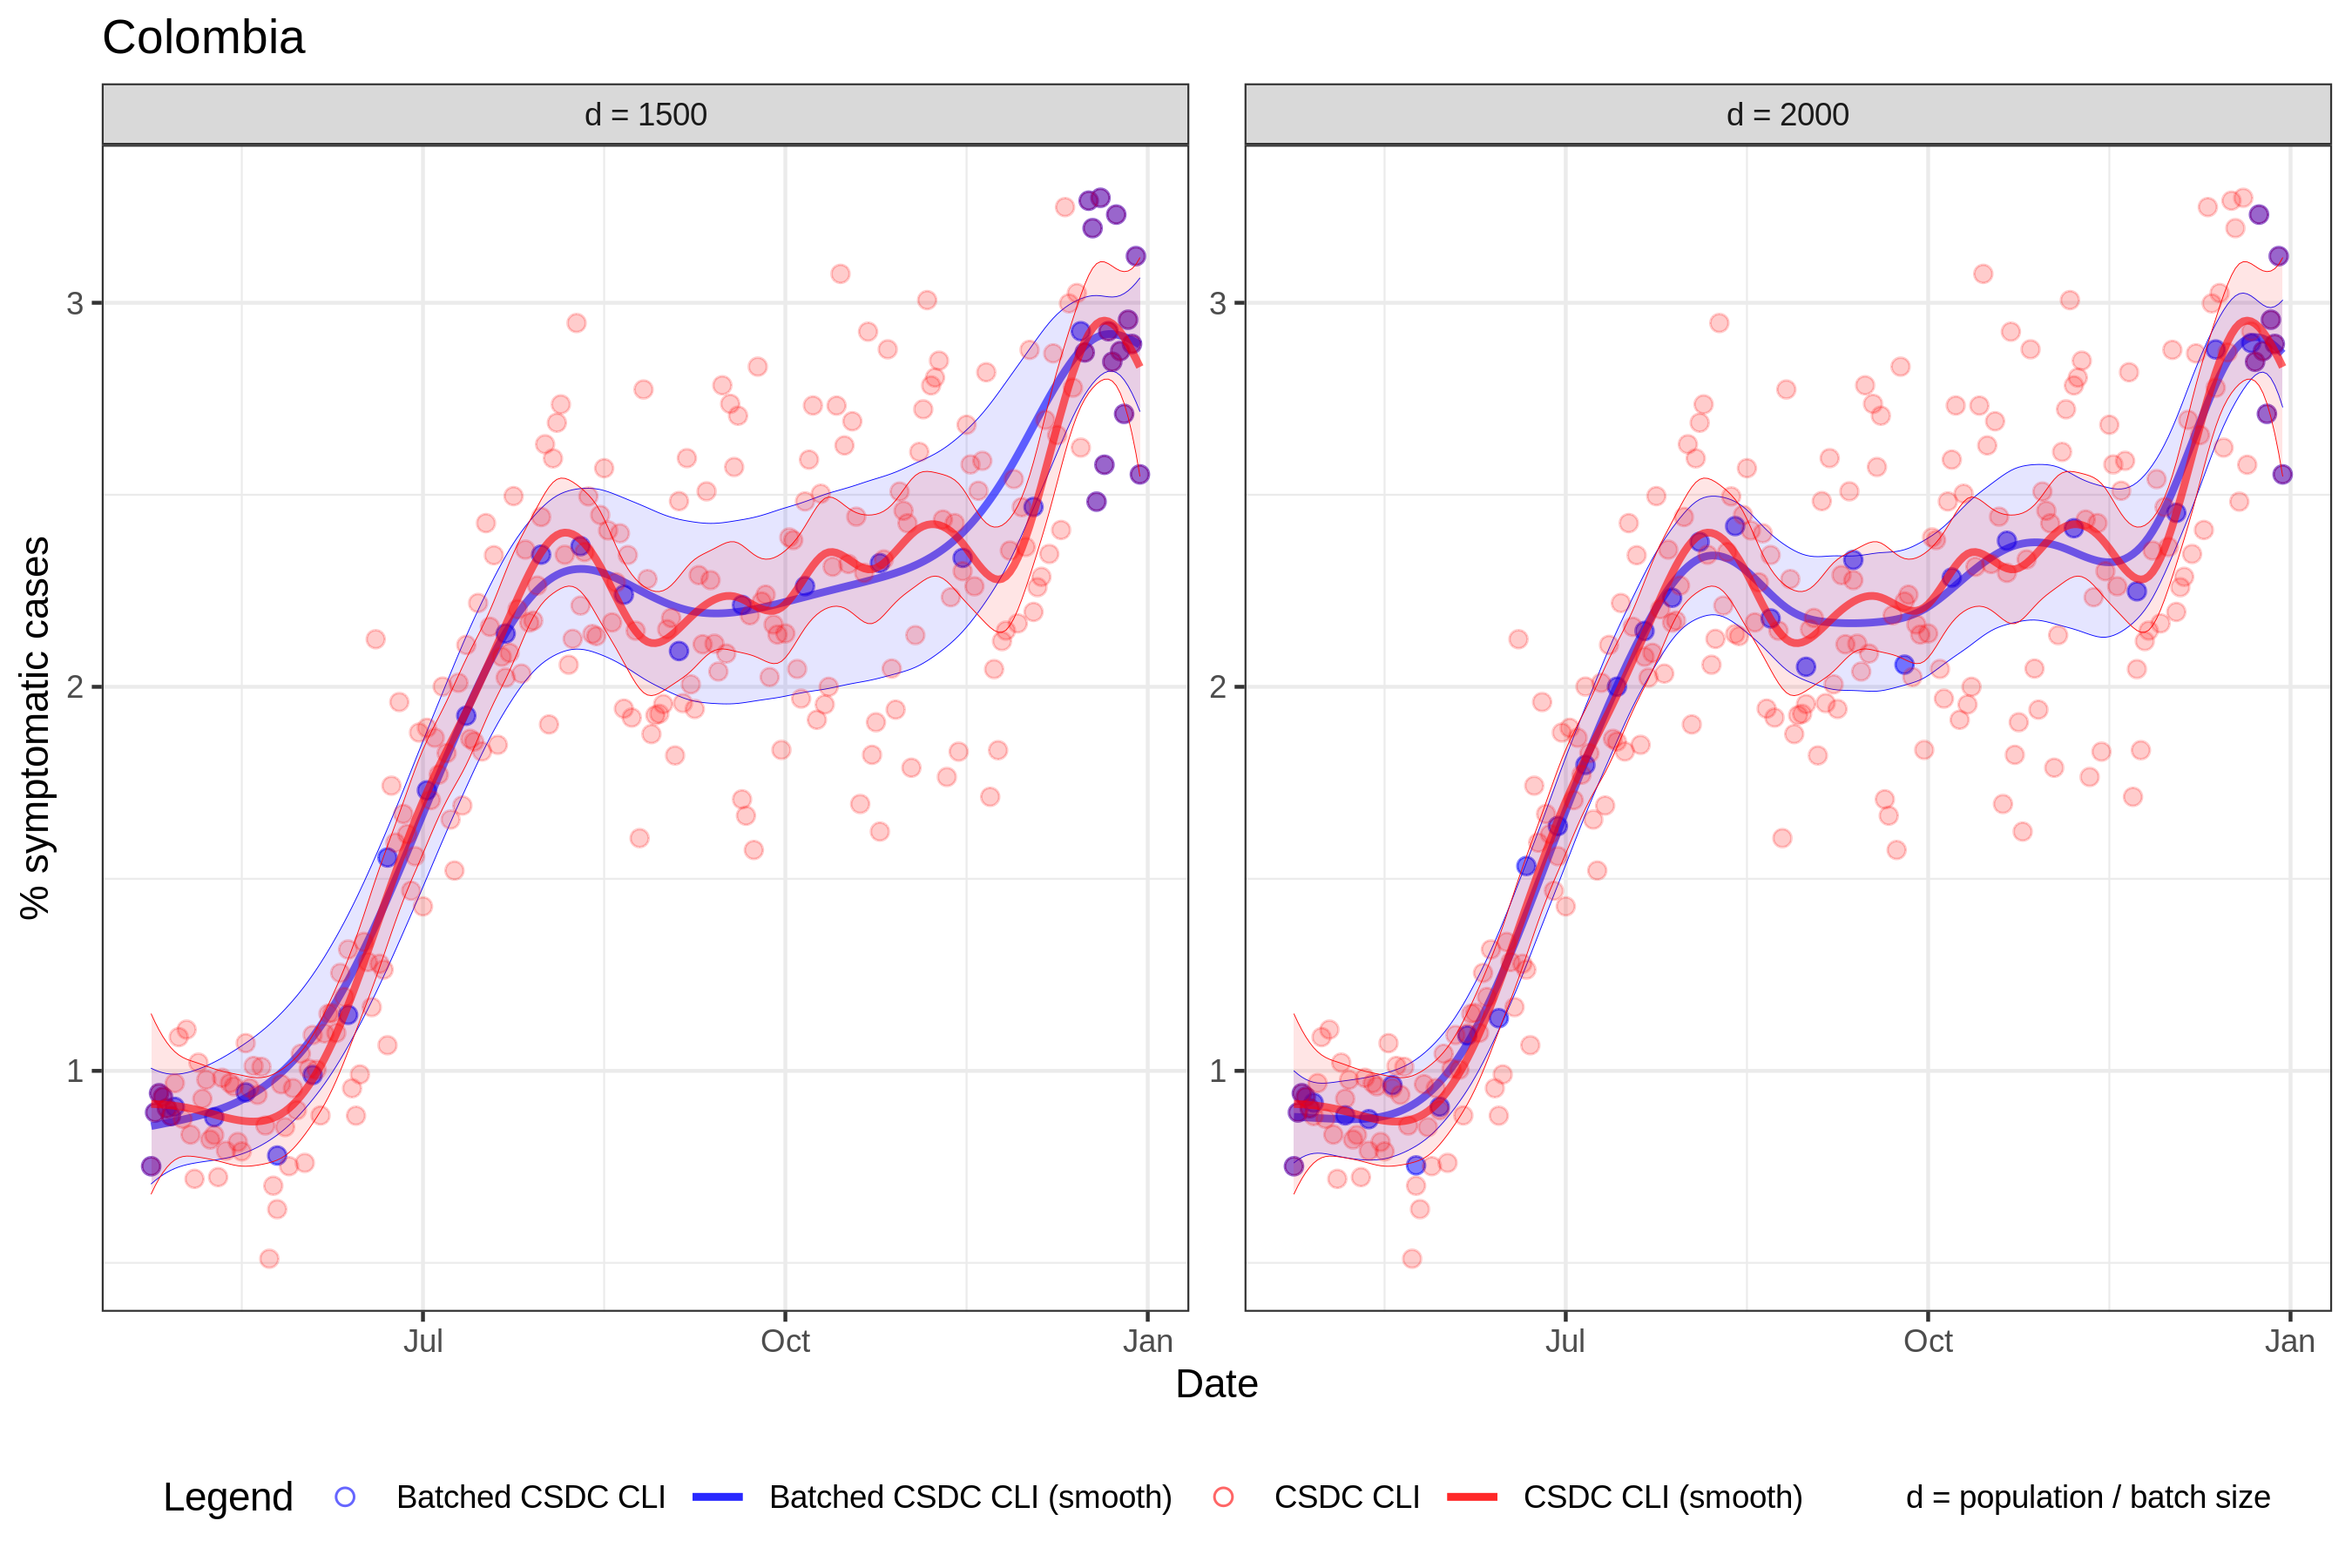 Colombia
d = 1500
d = 2000
% symptomatic cases
3
2
1
3
2
1
Jul
Oct
Jan
Jul
Oct
Jan
Date
Legend
Batched CSDC CLI
Batched CSDC CLI (smooth)
CSDC CLI
CSDC CLI (smooth)
d = population / batch size